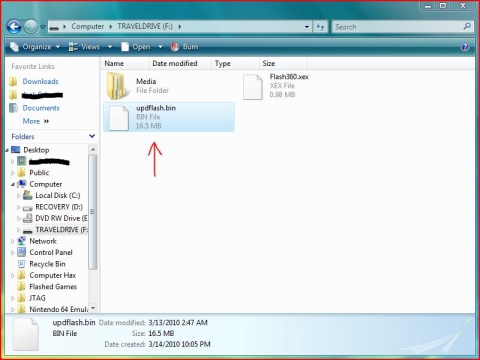 Computer ▸ TRAVELDRIVE (F:) ▸
Search
Organize
Views
Open
Burn
Favorite Links
Downloads
Documents
More »
Folders
Desktop
Public
Computer
Local Disk (C:)
RECOVERY (D:)
DVD RW Drive (E
TRAVELDRIVE (F:
Network
Control Panel
Recycle Bin
Computer Hax
Flashed Games
JTAG
Nintendo 64 Emula
Name Date modified Type Size
Media
File Folder
Flash360.xex
XEX File
0.98 MB
updflash.bin
BIN File
16.5 MB
updflash.bin Date modified: 3/13/2010 2:47 AM
BIN File Size: 16.5 MB
Date created: 3/14/2010 10:05 PM